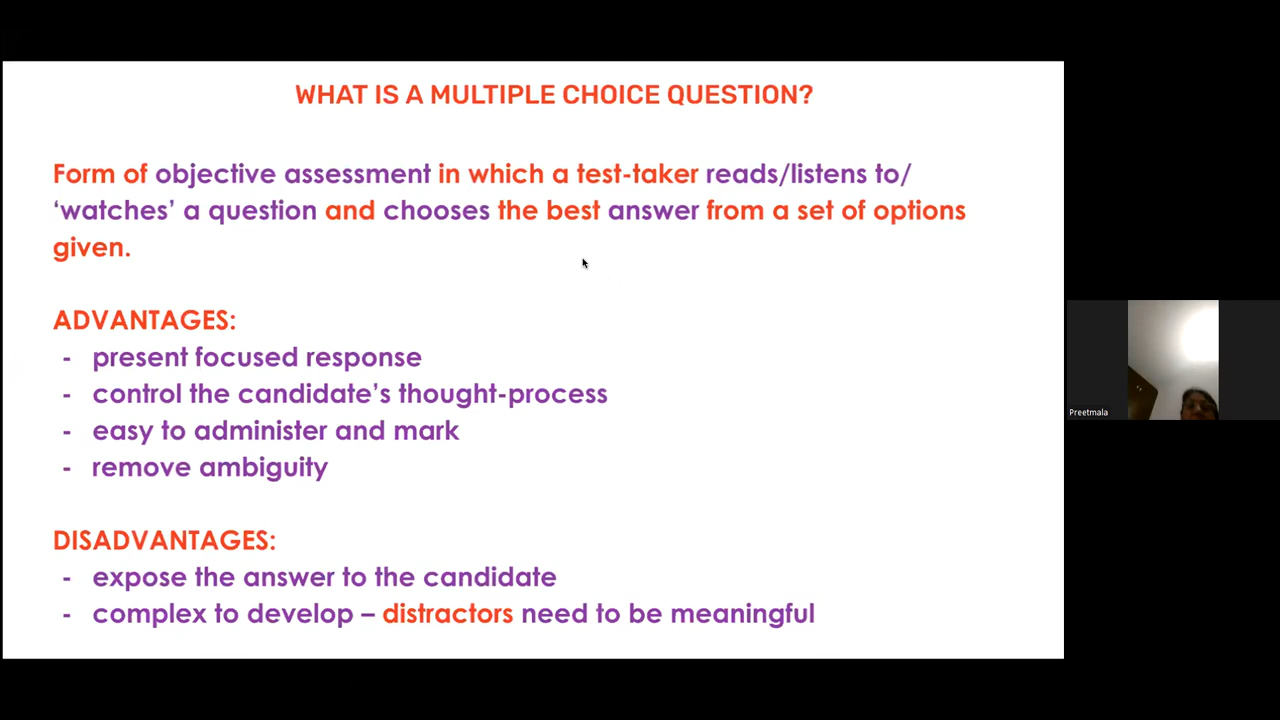 WHAT IS A MULTIPLE CHOICE QUESTION?
Form of objective assessment in which a test-taker reads/listens to/
‘watches’ a question and chooses the best answer from a set of options
given.
ADVANTAGES:
- present focused response
- control the candidate’s thought-process
- easy to administer and mark
- remove ambiguity
DISADVANTAGES:
- expose the answer to the candidate
- complex to develop – distractors need to be meaningful
Preetmala